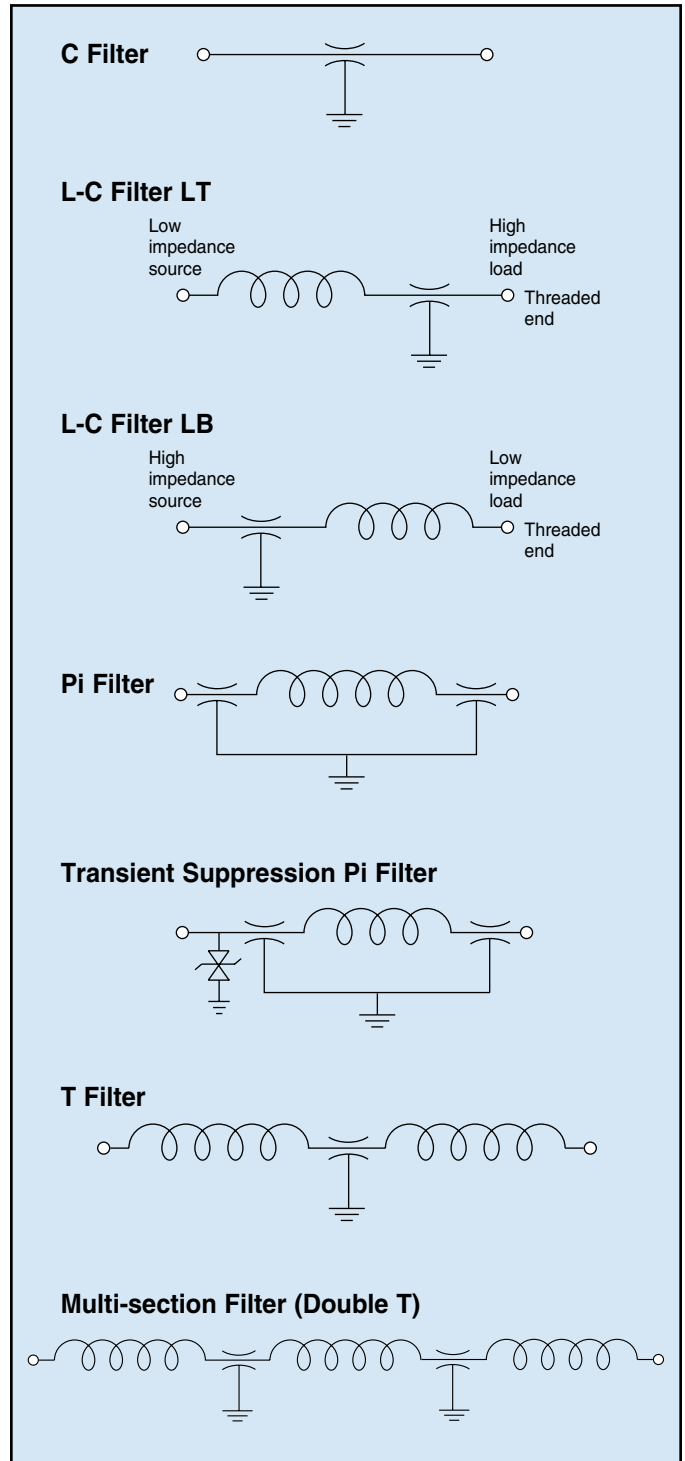 C Filter
L-C Filter LT
Low
impedance
source
High
impedance
load
Threaded
end
L-C Filter LB
High
impedance
source
Low
impedance
load
Threaded
end
Pi Filter
Transient Suppression Pi Filter
T Filter
Multi-section Filter (Double T)